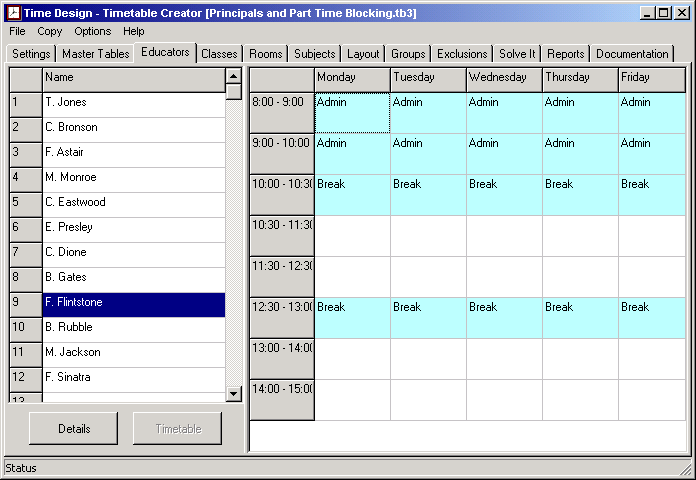 Time Design - Timetable Creator [Principals and Part Time Blocking.tb3]
File Copy Options Help
Settings Master Tables Educators Classes Rooms Subjects Layout Groups Exclusions Solve It Reports Documentation
Name
1 T. Jones
2 C. Bronson
3 F. Astair
4 M. Monroe
5 C. Eastwood
6 E. Presley
7 C. Dione
8 B. Gates
9 F. Flintstone
10 B. Rubble
11 M. Jackson
12 F. Sinatra
13
Details Timetable
Monday Tuesday Wednesday Thursday Friday
8:00 - 9:00 Admin Admin Admin Admin Admin
9:00 - 10:00 Admin Admin Admin Admin Admin
10:00 - 10:30 Break Break Break Break Break
10:30 - 11:30
11:30 - 12:30
12:30 - 13:00 Break Break Break Break Break
13:00 - 14:00
14:00 - 15:00
Status